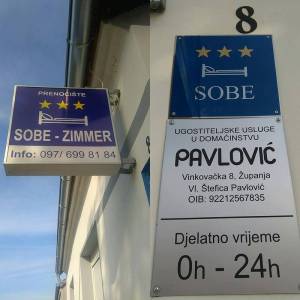 PRENOĆIŠTE
SOBE - ZIMMER
Info: 097/ 699 81 84
8
SOBE
UGOSTITELJSKE USLUGE
U DOMAĆINSTVU
PAVLOVIĆ
Vinkovačka 8, Županja
Vl. Štefica Pavlović
OIB: 92212567835
Djelatno vrijeme
0h - 24h